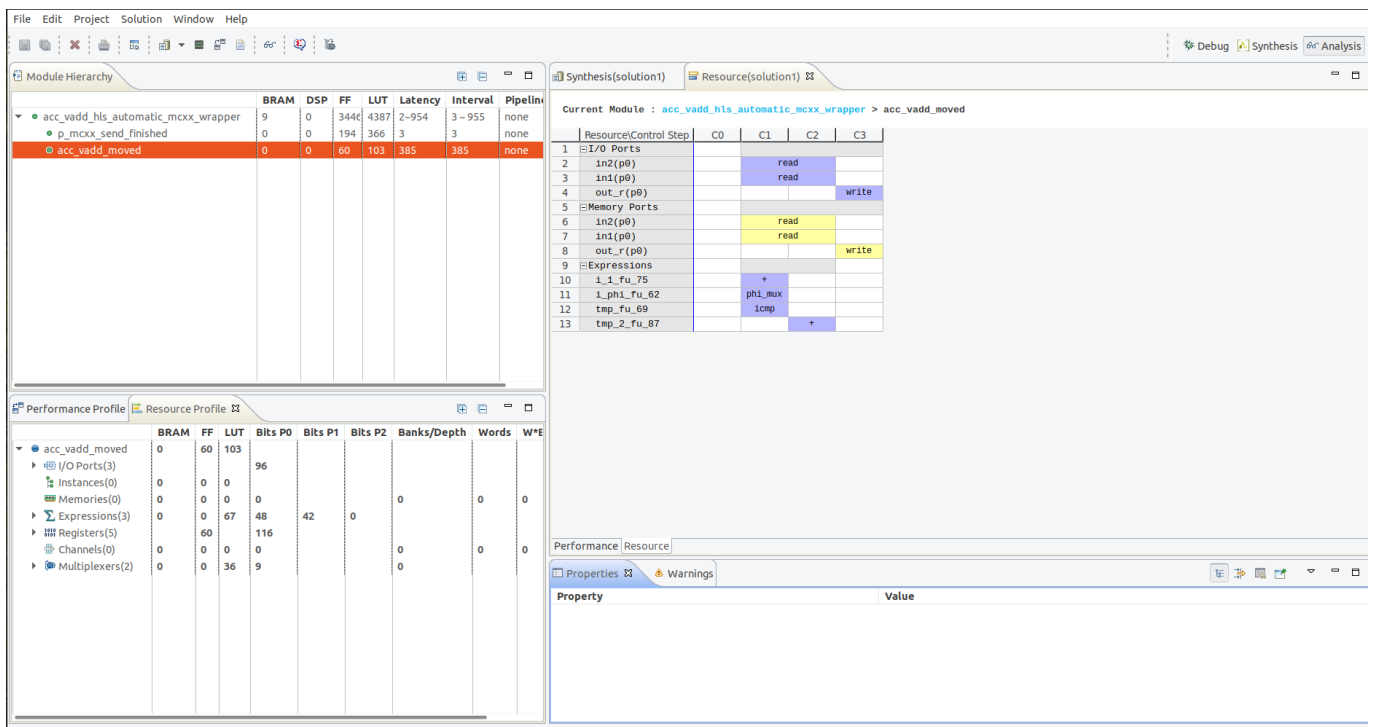 File Edit Project Solution Window Help
Debug Synthesis Analysis
Module Hierarchy
BRAM DSP FF LUT Latency Interval Pipeline
acc_vadd_hls_automatic_mcxx_wrapper 9 0 3446 4387 2~954 3 ~ 955 none
p_mcxx_send_finished 0 0 194 366 3 3 none
acc_vadd_moved 0 0 60 103 385 385 none
Performance Profile Resource Profile
BRAM FF LUT Bits P0 Bits P1 Bits P2 Banks/Depth Words W*B
acc_vadd_moved 0 60 103
I/O Ports(3) 96
Instances(0) 0 0 0
Memories(0) 0 0 0 0 0 0 0
Expressions(3) 0 0 67 48 42 0
Registers(5) 60 116
Channels(0) 0 0 0 0 0 0 0
Multiplexers(2) 0 0 36 9 0
Synthesis(solution1) Resource(solution1)
Current Module : acc_vadd_hls_automatic_mcxx_wrapper > acc_vadd_moved
Resource\Control Step C0 C1 C2 C3
1 I/O Ports
2 in2(p0) read
3 in1(p0) read
4 out_r(p0) write
5 Memory Ports
6 in2(p0) read
7 in1(p0) read
8 out_r(p0) write
9 Expressions
10 i_1_fu_75 +
11 i_phi_fu_62 phi_mux
12 tmp_fu_69 icmp
13 tmp_2_fu_87 +
Performance Resource
Properties Warnings
Property Value